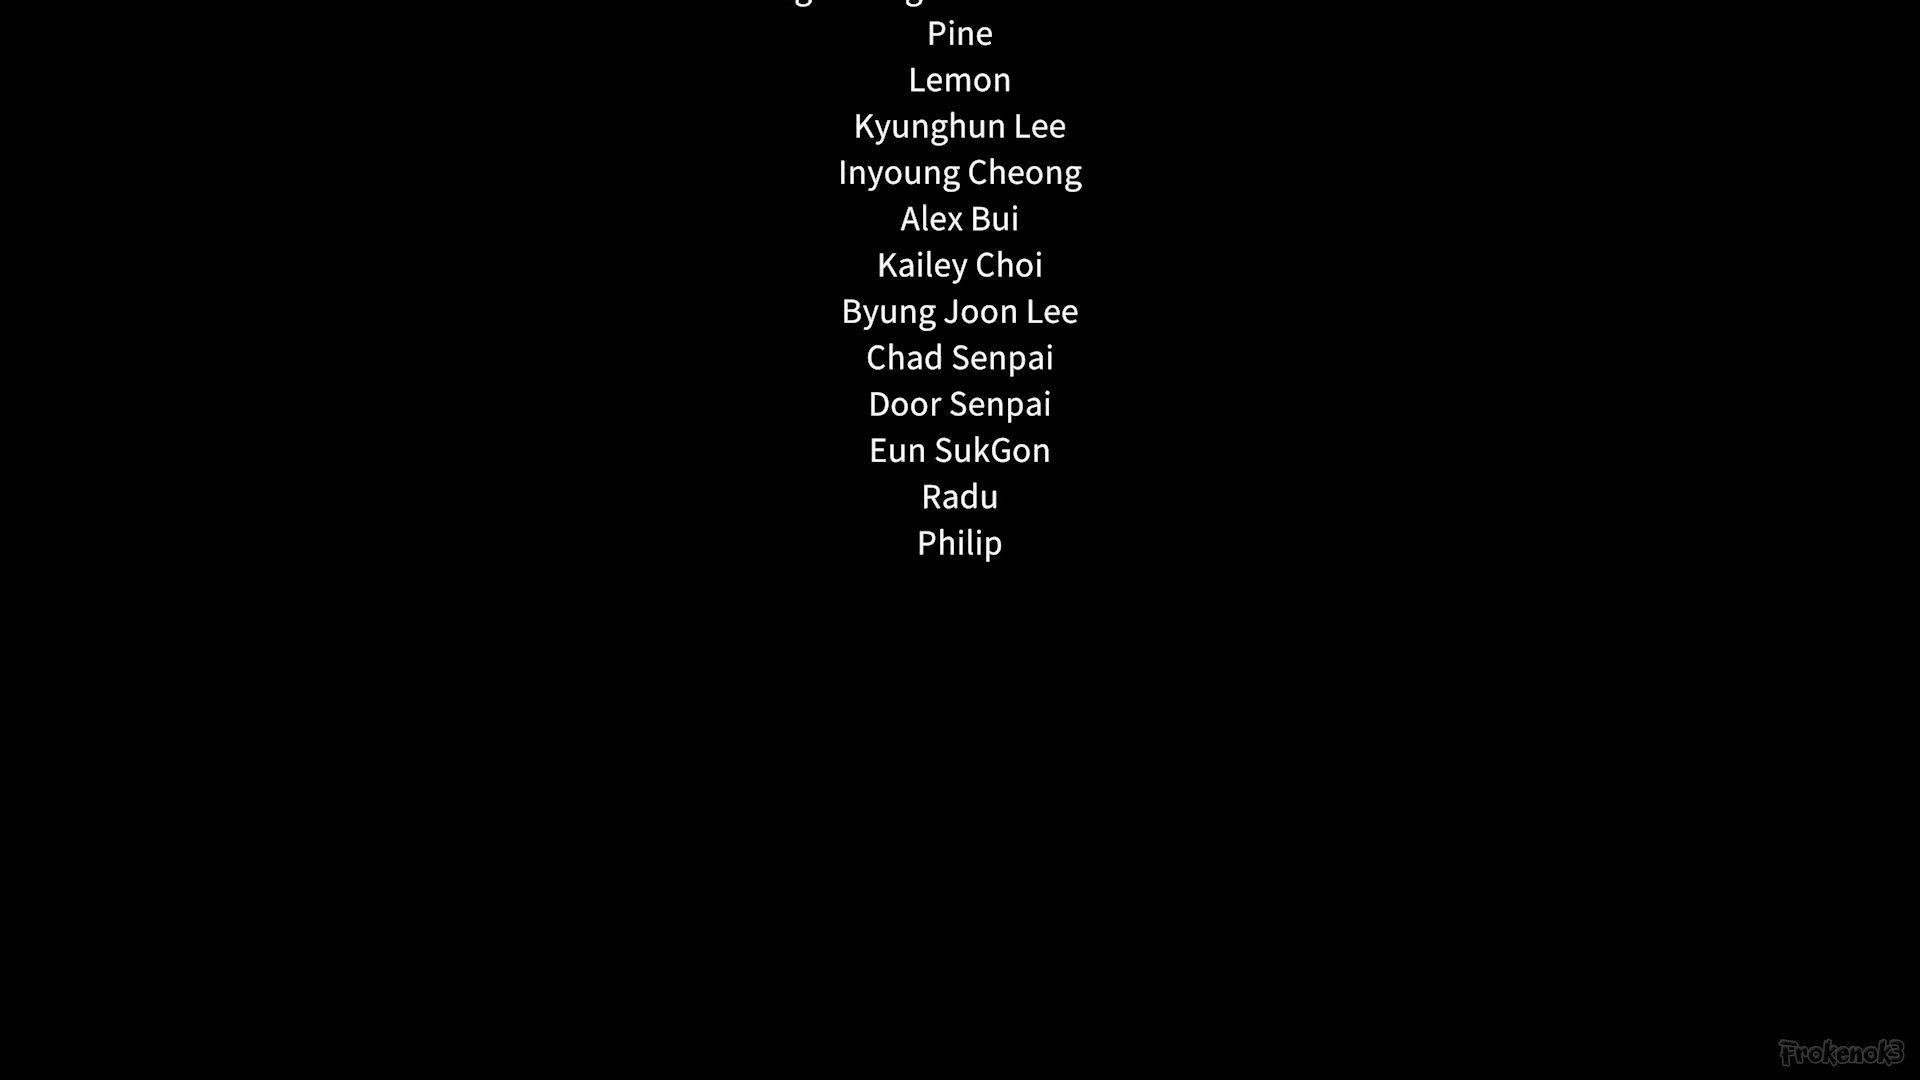 Pine
Lemon
Kyunghun Lee
Inyoung Cheong
Alex Bui
Kailey Choi
Byung Joon Lee
Chad Senpai
Door Senpai
Eun SukGon
Radu
Philip
Frokenok3